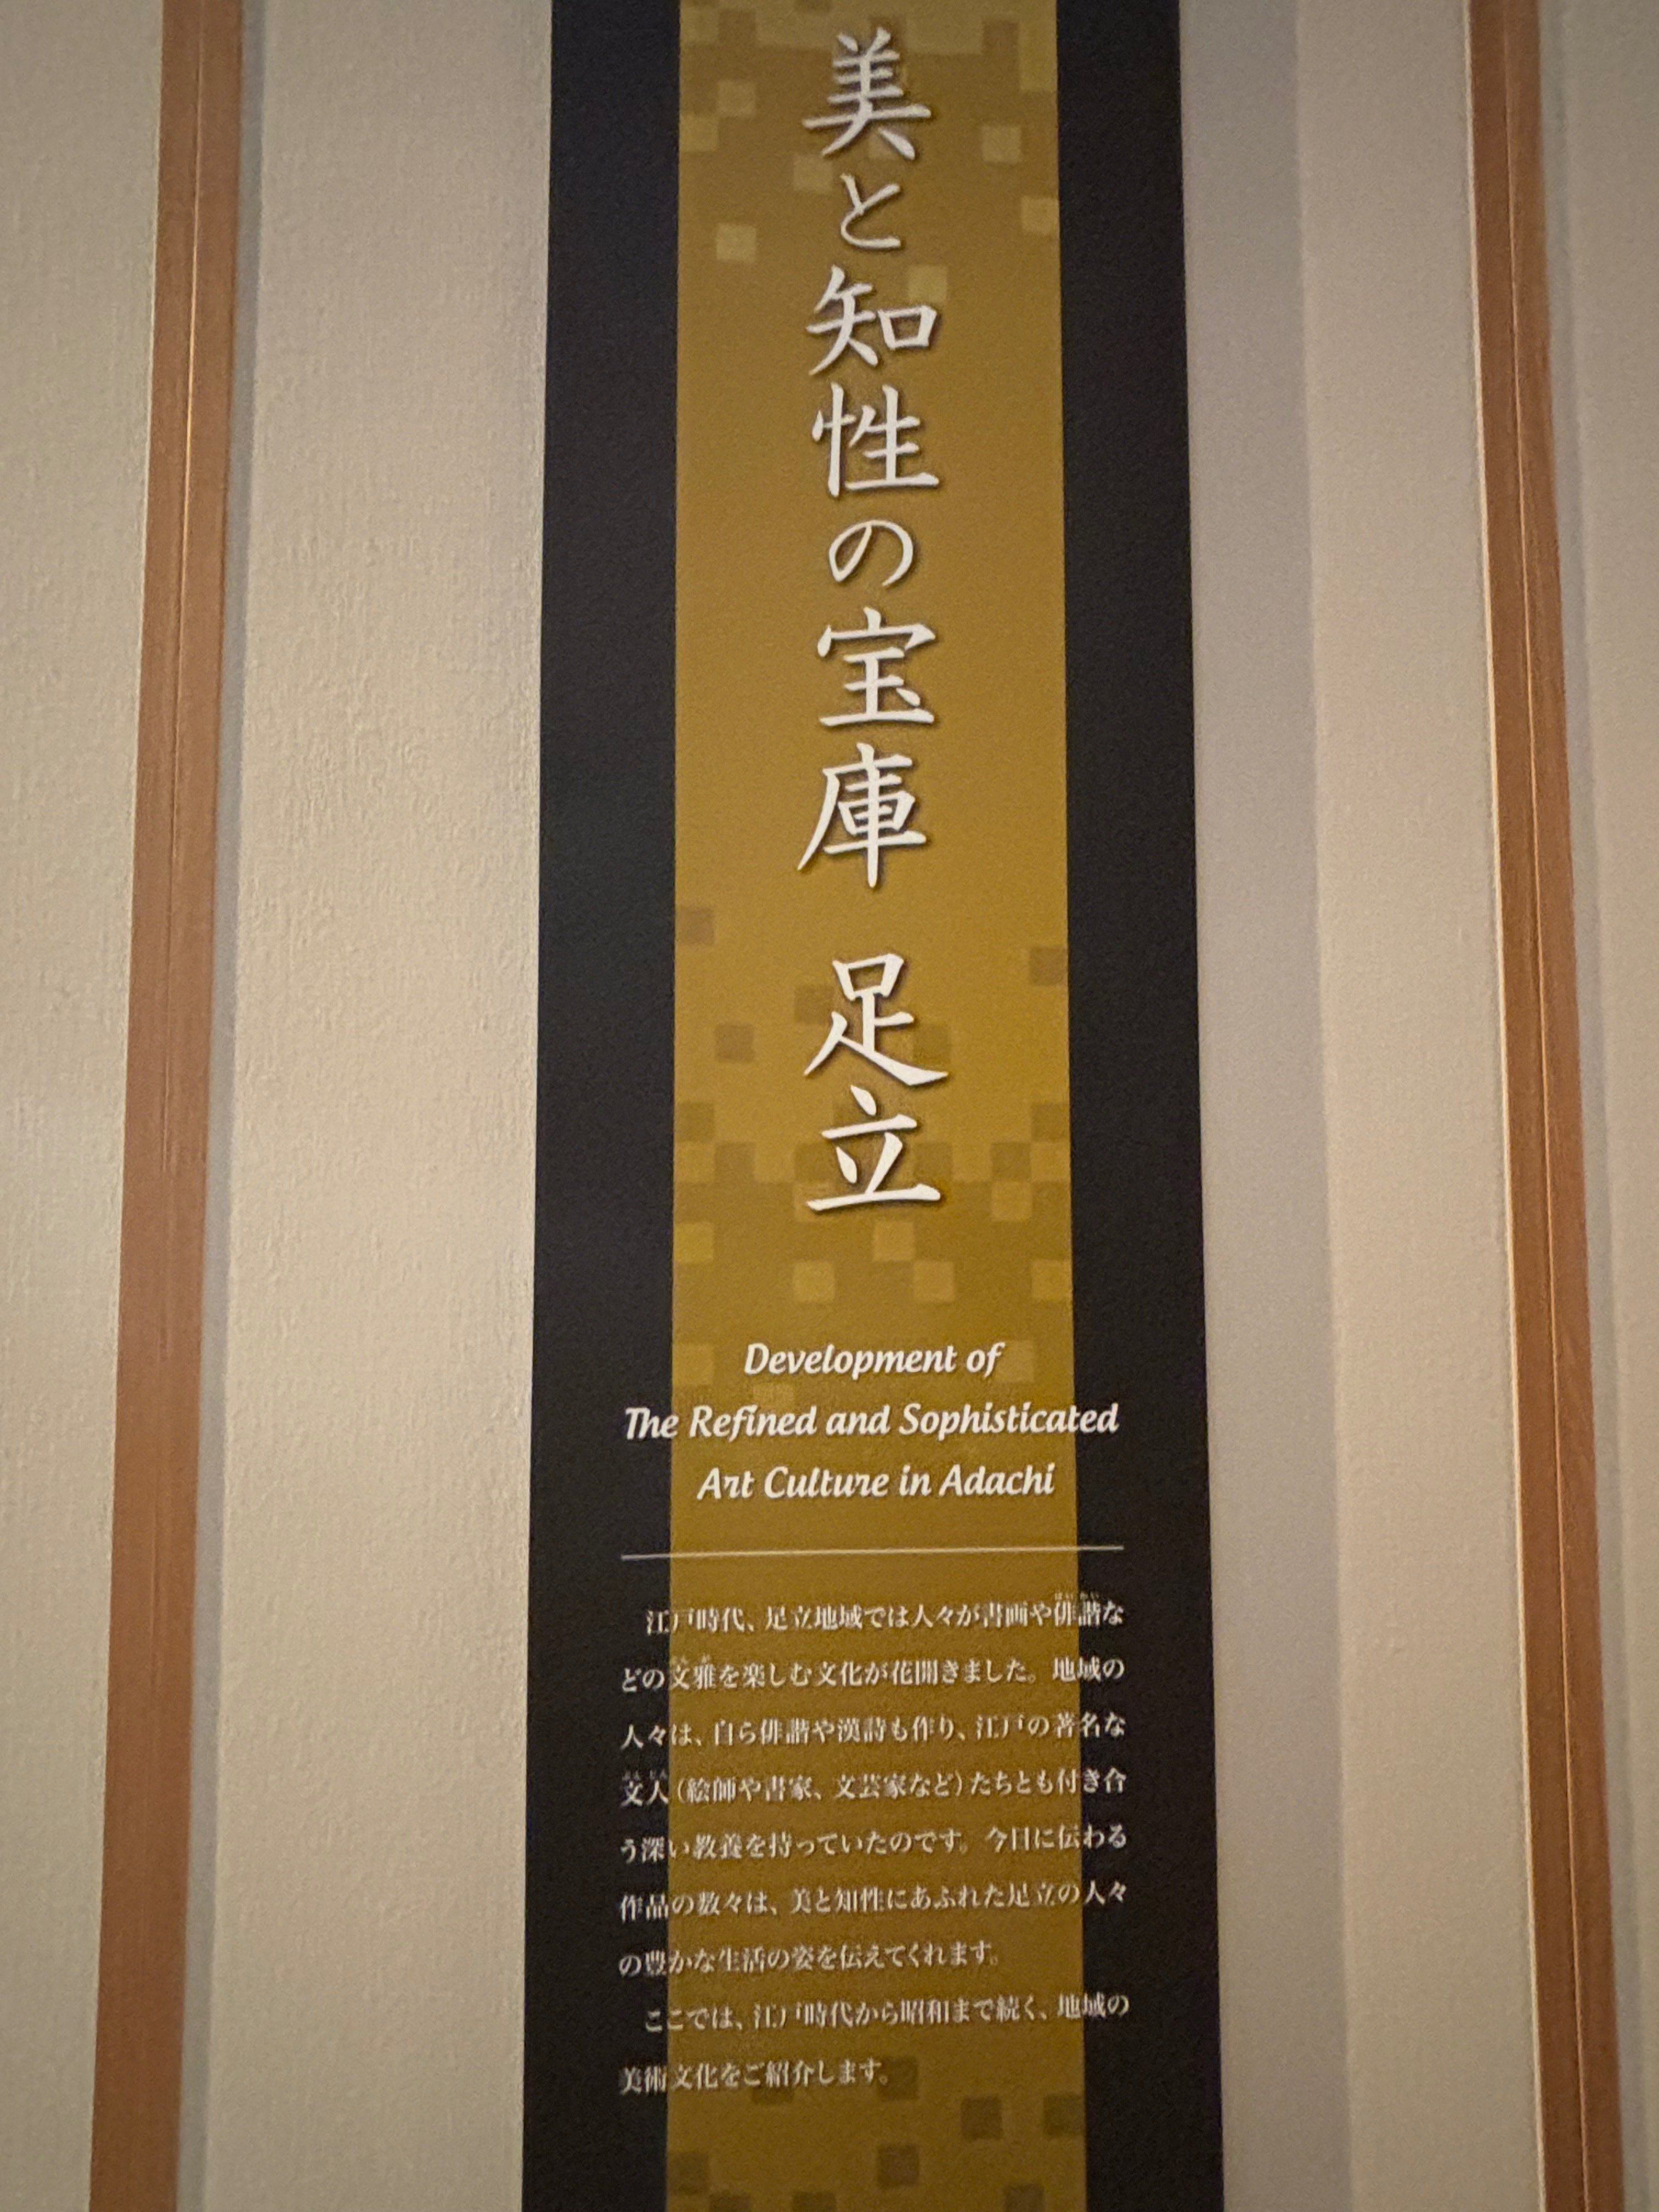 美と知性の宝庫 足立
Development of
The Refined and Sophisticated
Art Culture in Adachi
江戸時代、足立地域では人々が書画や俳諧な
どの文雅を楽しむ文化が花開きました。地域の
人々は、自ら俳諧や漢詩も作り、江戸の著名な
文人（絵師や書家、文芸家など）たちとも付き合
う深い教養を持っていたのです。今日に伝わる
作品の数々は、美と知性にあふれた足立の人々
の豊かな生活の姿を伝えてくれます。
ここでは、江戸時代から昭和まで続く、地域の
美術文化をご紹介します。